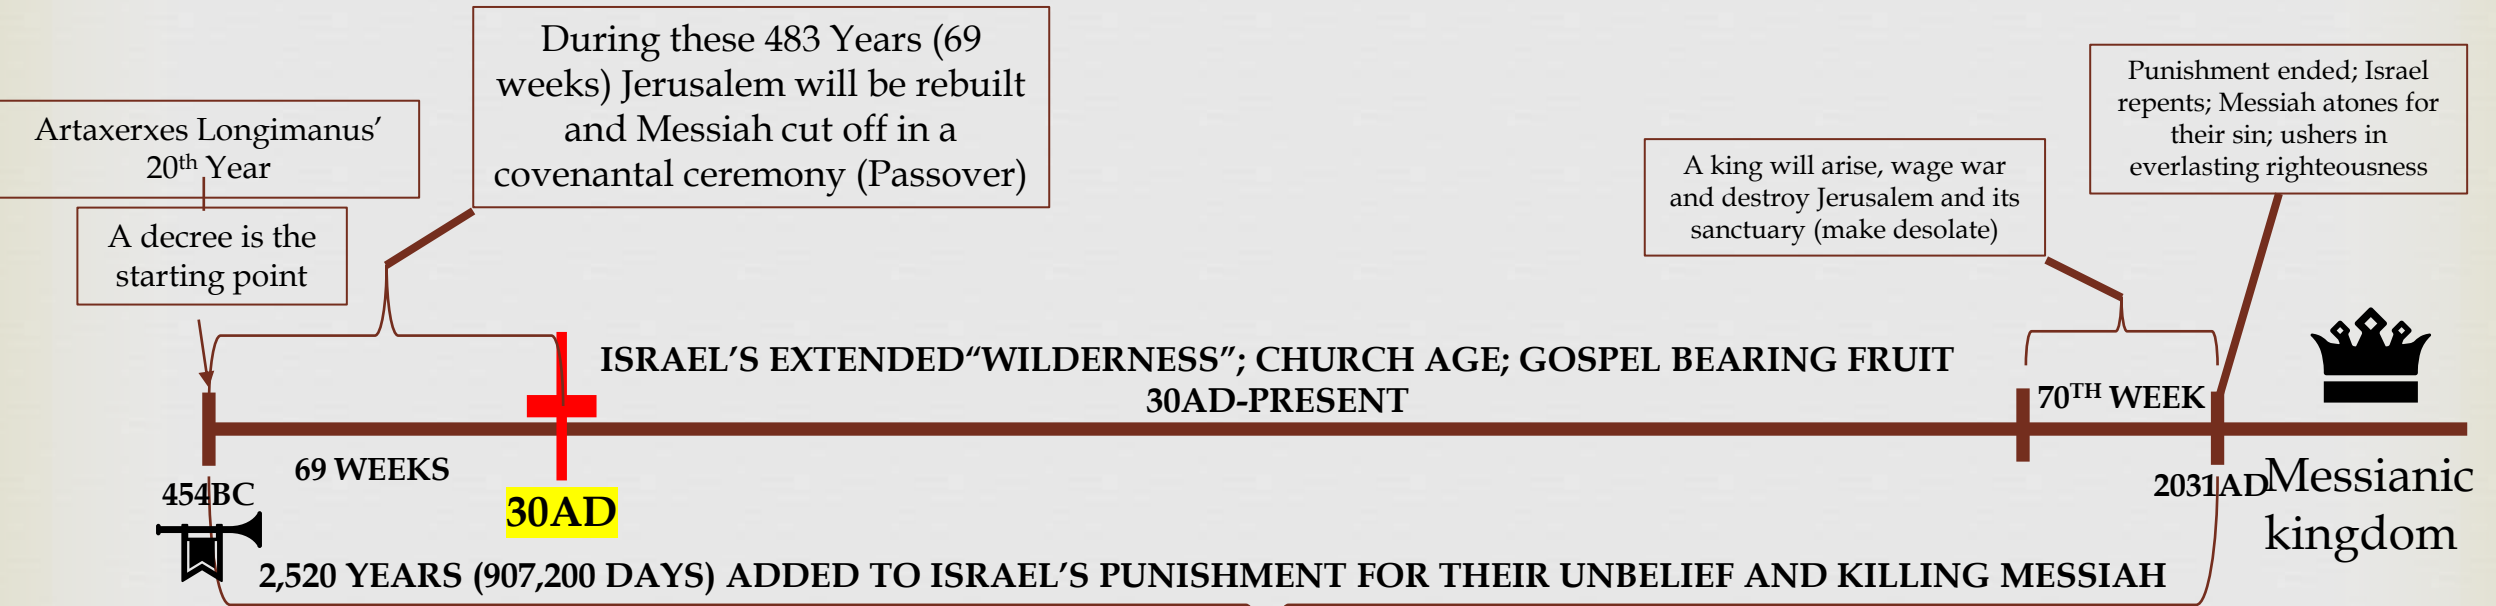 During these 483 Years (69
weeks) Jerusalem will be rebuilt
and Messiah cut off in a
covenantal ceremony (Passover)
Artaxerxes Longimanus’
20th Year
A decree is the
starting point
Punishment ended; Israel
repents; Messiah atones for
their sin; ushers in
everlasting righteousness
A king will arise, wage war
and destroy Jerusalem and its
sanctuary (make desolate)
ISRAEL’S EXTENDED“WILDERNESS”; CHURCH AGE; GOSPEL BEARING FRUIT
30AD-PRESENT
70TH WEEK
69 WEEKS
454BC
30AD
2031AD
Messianic
kingdom
2,520 YEARS (907,200 DAYS) ADDED TO ISRAEL’S PUNISHMENT FOR THEIR UNBELIEF AND KILLING MESSIAH